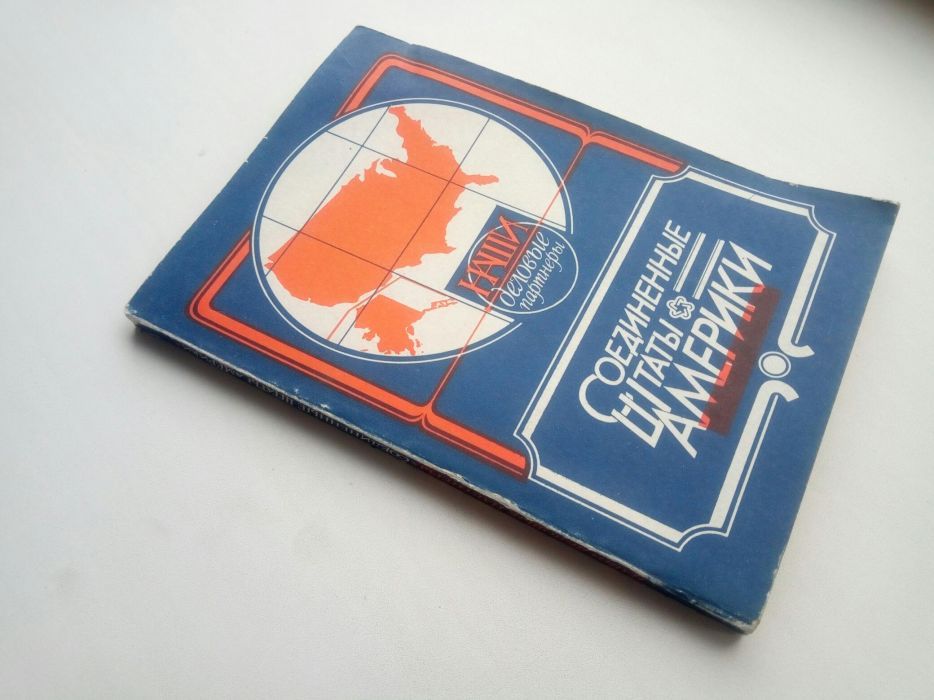 НАШИ
деловые
партнеры
СОЕДИНЕННЫЕ
ШТАТЫ
АМЕРИКИ